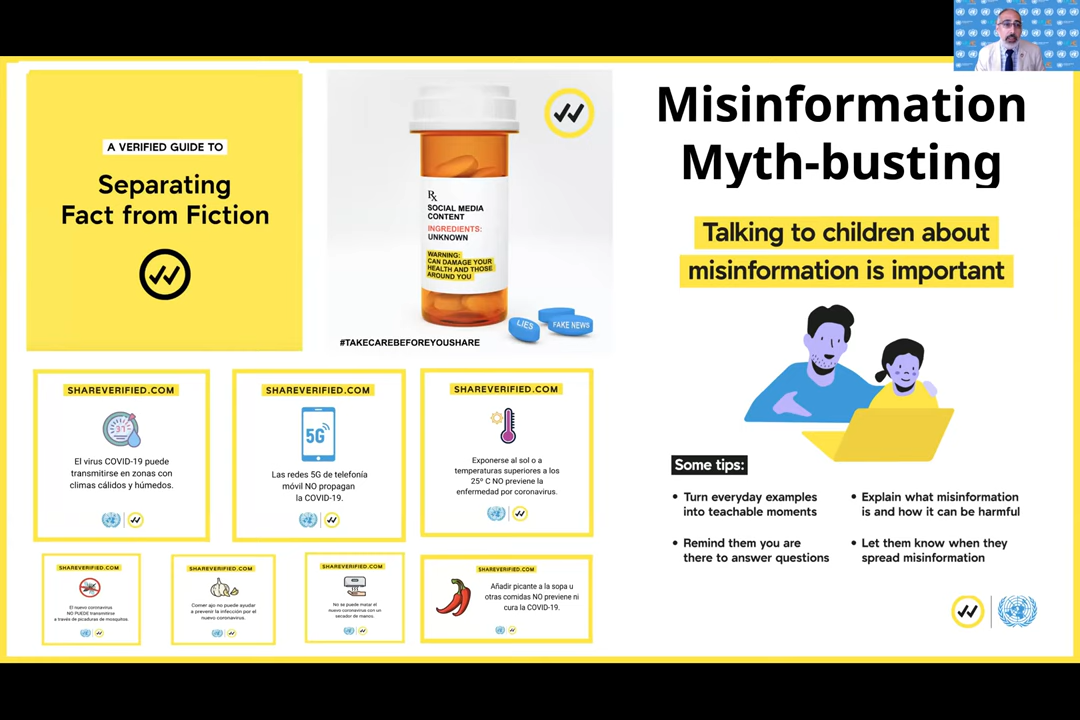 A VERIFIED GUIDE TO
Separating
Fact from Fiction
Rx
SOCIAL MEDIA
CONTENT
INGREDIENTS:
UNKNOWN
WARNING:
CAN DAMAGE YOUR
HEALTH AND THOSE
AROUND YOU
LIES
FAKE NEWS
#TAKECAREBEFOREYOUSHARE
Misinformation
Myth-busting
Talking to children about
misinformation is important
Some tips:
• Turn everyday examples
into teachable moments
• Remind them you are
there to answer questions
• Explain what misinformation
is and how it can be harmful
• Let them know when they
spread misinformation
SHAREVERIFIED.COM
37
El virus COVID-19 puede
transmitirse en zonas con
climas cálidos y húmedos.
SHAREVERIFIED.COM
5G
Las redes 5G de telefonía
móvil NO propagan
la COVID-19.
SHAREVERIFIED.COM
Exponerse al sol o a
temperaturas superiores a los
25º C NO previene la
enfermedad por coronavirus.
SHAREVERIFIED.COM
El nuevo coronavirus
NO PUEDE transmitirse
a través de picaduras de mosquitos.
SHAREVERIFIED.COM
Comer ajo no puede ayudar
a prevenir la infección por el
nuevo coronavirus.
SHAREVERIFIED.COM
No se puede matar el
nuevo coronavirus con un
secador de manos.
SHAREVERIFIED.COM
Añadir picante a la sopa u
otras comidas NO previene ni
cura la COVID-19.